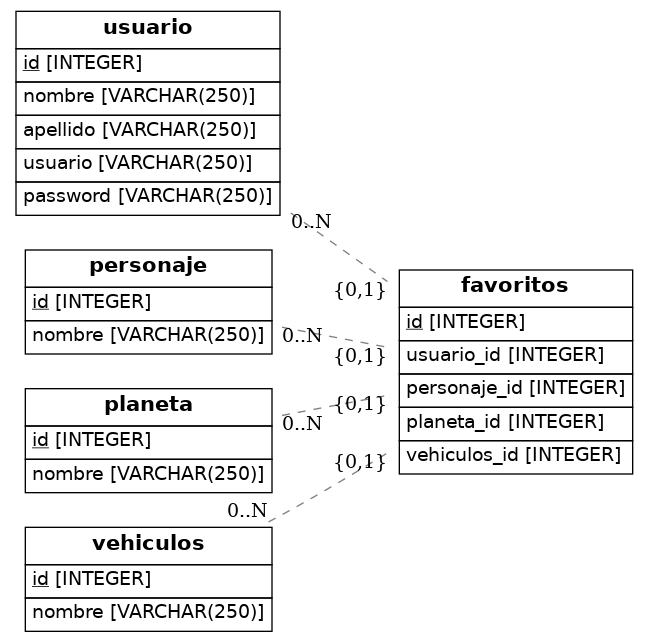 usuario
id [INTEGER]
nombre [VARCHAR(250)]
apellido [VARCHAR(250)]
usuario [VARCHAR(250)]
password [VARCHAR(250)]
0..N
{0,1}
personaje
id [INTEGER]
nombre [VARCHAR(250)]
0..N
{0,1}
planeta
id [INTEGER]
nombre [VARCHAR(250)]
0..N
{0,1}
vehiculos
id [INTEGER]
nombre [VARCHAR(250)]
0..N
{0,1}
favoritos
id [INTEGER]
usuario_id [INTEGER]
personaje_id [INTEGER]
planeta_id [INTEGER]
vehiculos_id [INTEGER]